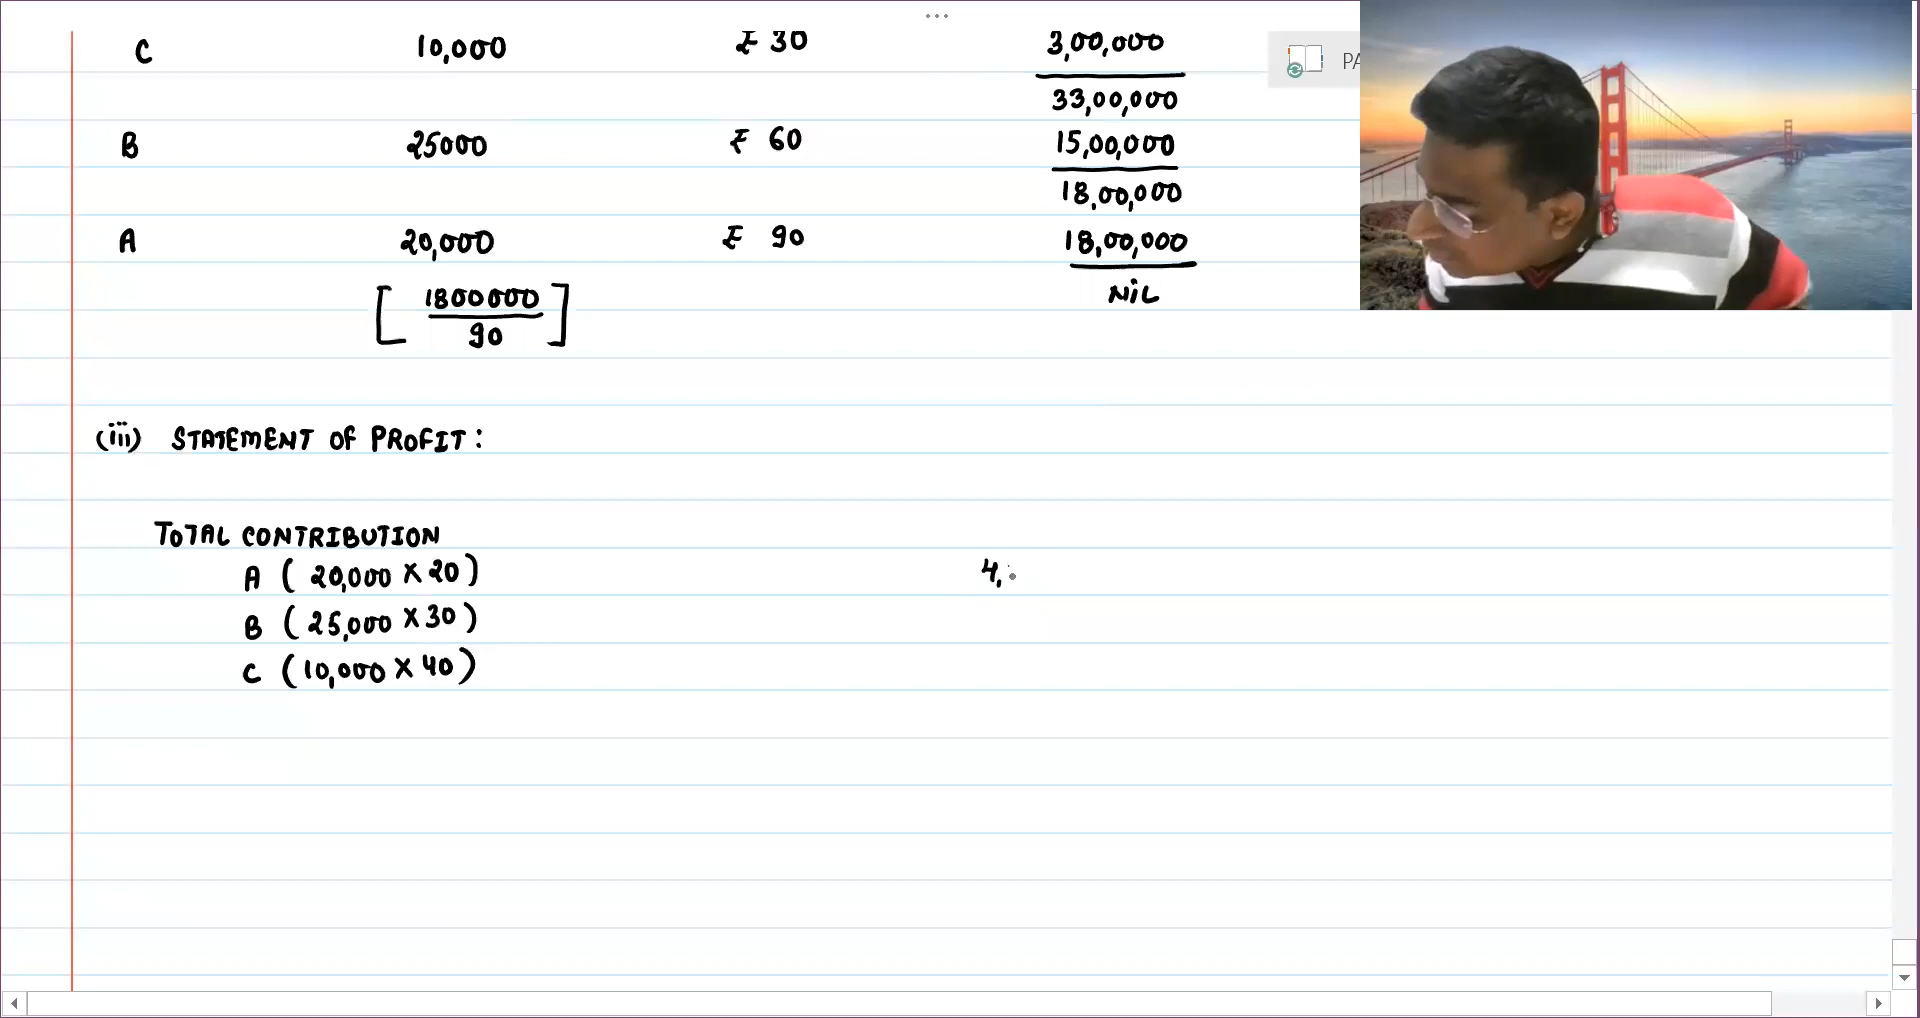 C 10,000 ₹ 30 3,00,000
33,00,000
B 25000 ₹ 60 15,00,000
18,00,000
A 20,000 ₹ 90 18,00,000
[ 1800000 / 90 ] NIL
(iii) STATEMENT OF PROFIT:
TOTAL CONTRIBUTION
A ( 20,000 × 20 ) 4,
B ( 25,000 × 30 )
C ( 10,000 × 40 )
PA